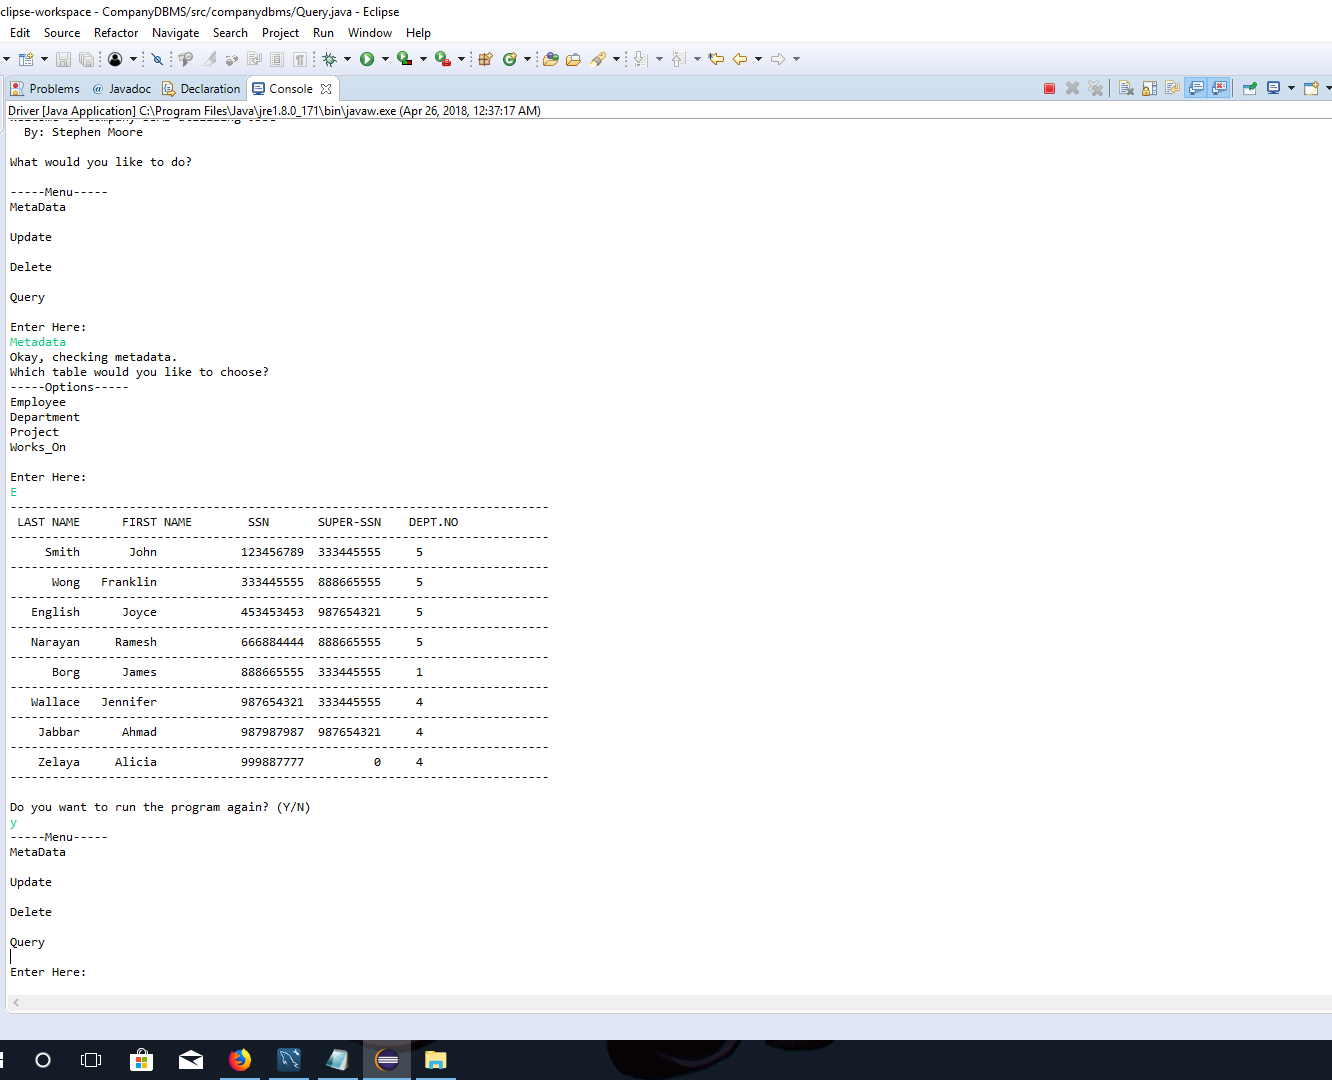 clipse-workspace - CompanyDBMS/src/companydbms/Query.java - Eclipse
Edit Source Refactor Navigate Search Project Run Window Help
Problems @ Javadoc Declaration Console
Driver [Java Application] C:\Program Files\Java\jre1.8.0_171\bin\javaw.exe (Apr 26, 2018, 12:37:17 AM)
By: Stephen Moore
What would you like to do?
-----Menu-----
MetaData
Update
Delete
Query
Enter Here:
Metadata
Okay, checking metadata.
Which table would you like to choose?
-----Options-----
Employee
Department
Project
Works_On
Enter Here:
E
-----------------------------------------------------------------------------
LAST NAME FIRST NAME SSN SUPER-SSN DEPT.NO
-----------------------------------------------------------------------------
Smith John 123456789 333445555 5
-----------------------------------------------------------------------------
Wong Franklin 333445555 888665555 5
-----------------------------------------------------------------------------
English Joyce 453453453 987654321 5
-----------------------------------------------------------------------------
Narayan Ramesh 666884444 888665555 5
-----------------------------------------------------------------------------
Borg James 888665555 333445555 1
-----------------------------------------------------------------------------
Wallace Jennifer 987654321 333445555 4
-----------------------------------------------------------------------------
Jabbar Ahmad 987987987 987654321 4
-----------------------------------------------------------------------------
Zelaya Alicia 999887777 0 4
-----------------------------------------------------------------------------
Do you want to run the program again? (Y/N)
y
-----Menu-----
MetaData
Update
Delete
Query
Enter Here: